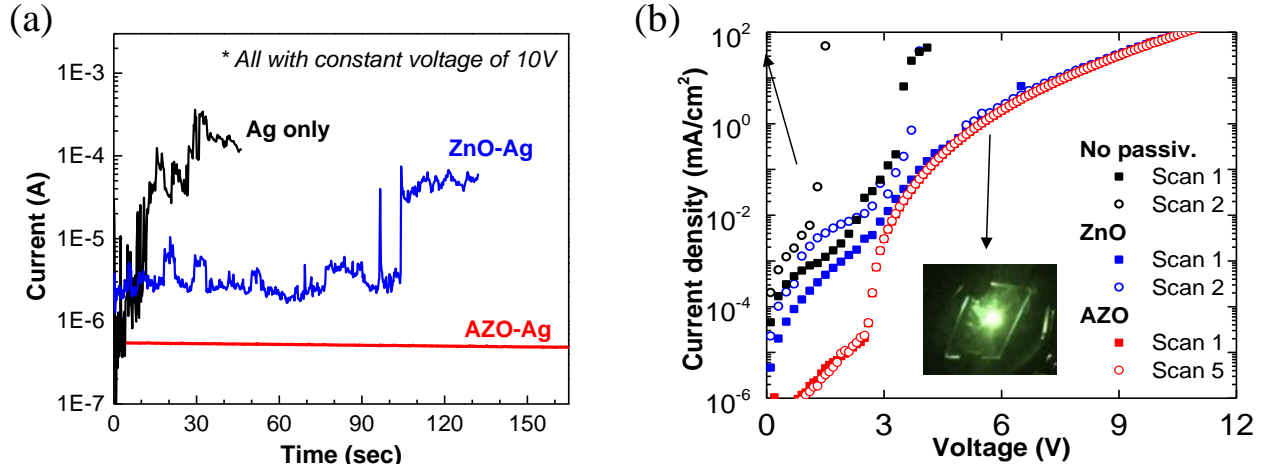 (a)
1E-3
1E-4
1E-5
1E-6
1E-7
Current (A)
* All with constant voltage of 10V
Ag only
ZnO-Ag
AZO-Ag
0 30 60 90 120 150
Time (sec)
(b)
10^2
10^0
10^-2
10^-4
10^-6
Current density (mA/cm^2)
No passiv.
Scan 1
Scan 2
ZnO
Scan 1
Scan 2
AZO
Scan 1
Scan 5
0 3 6 9 12
Voltage (V)